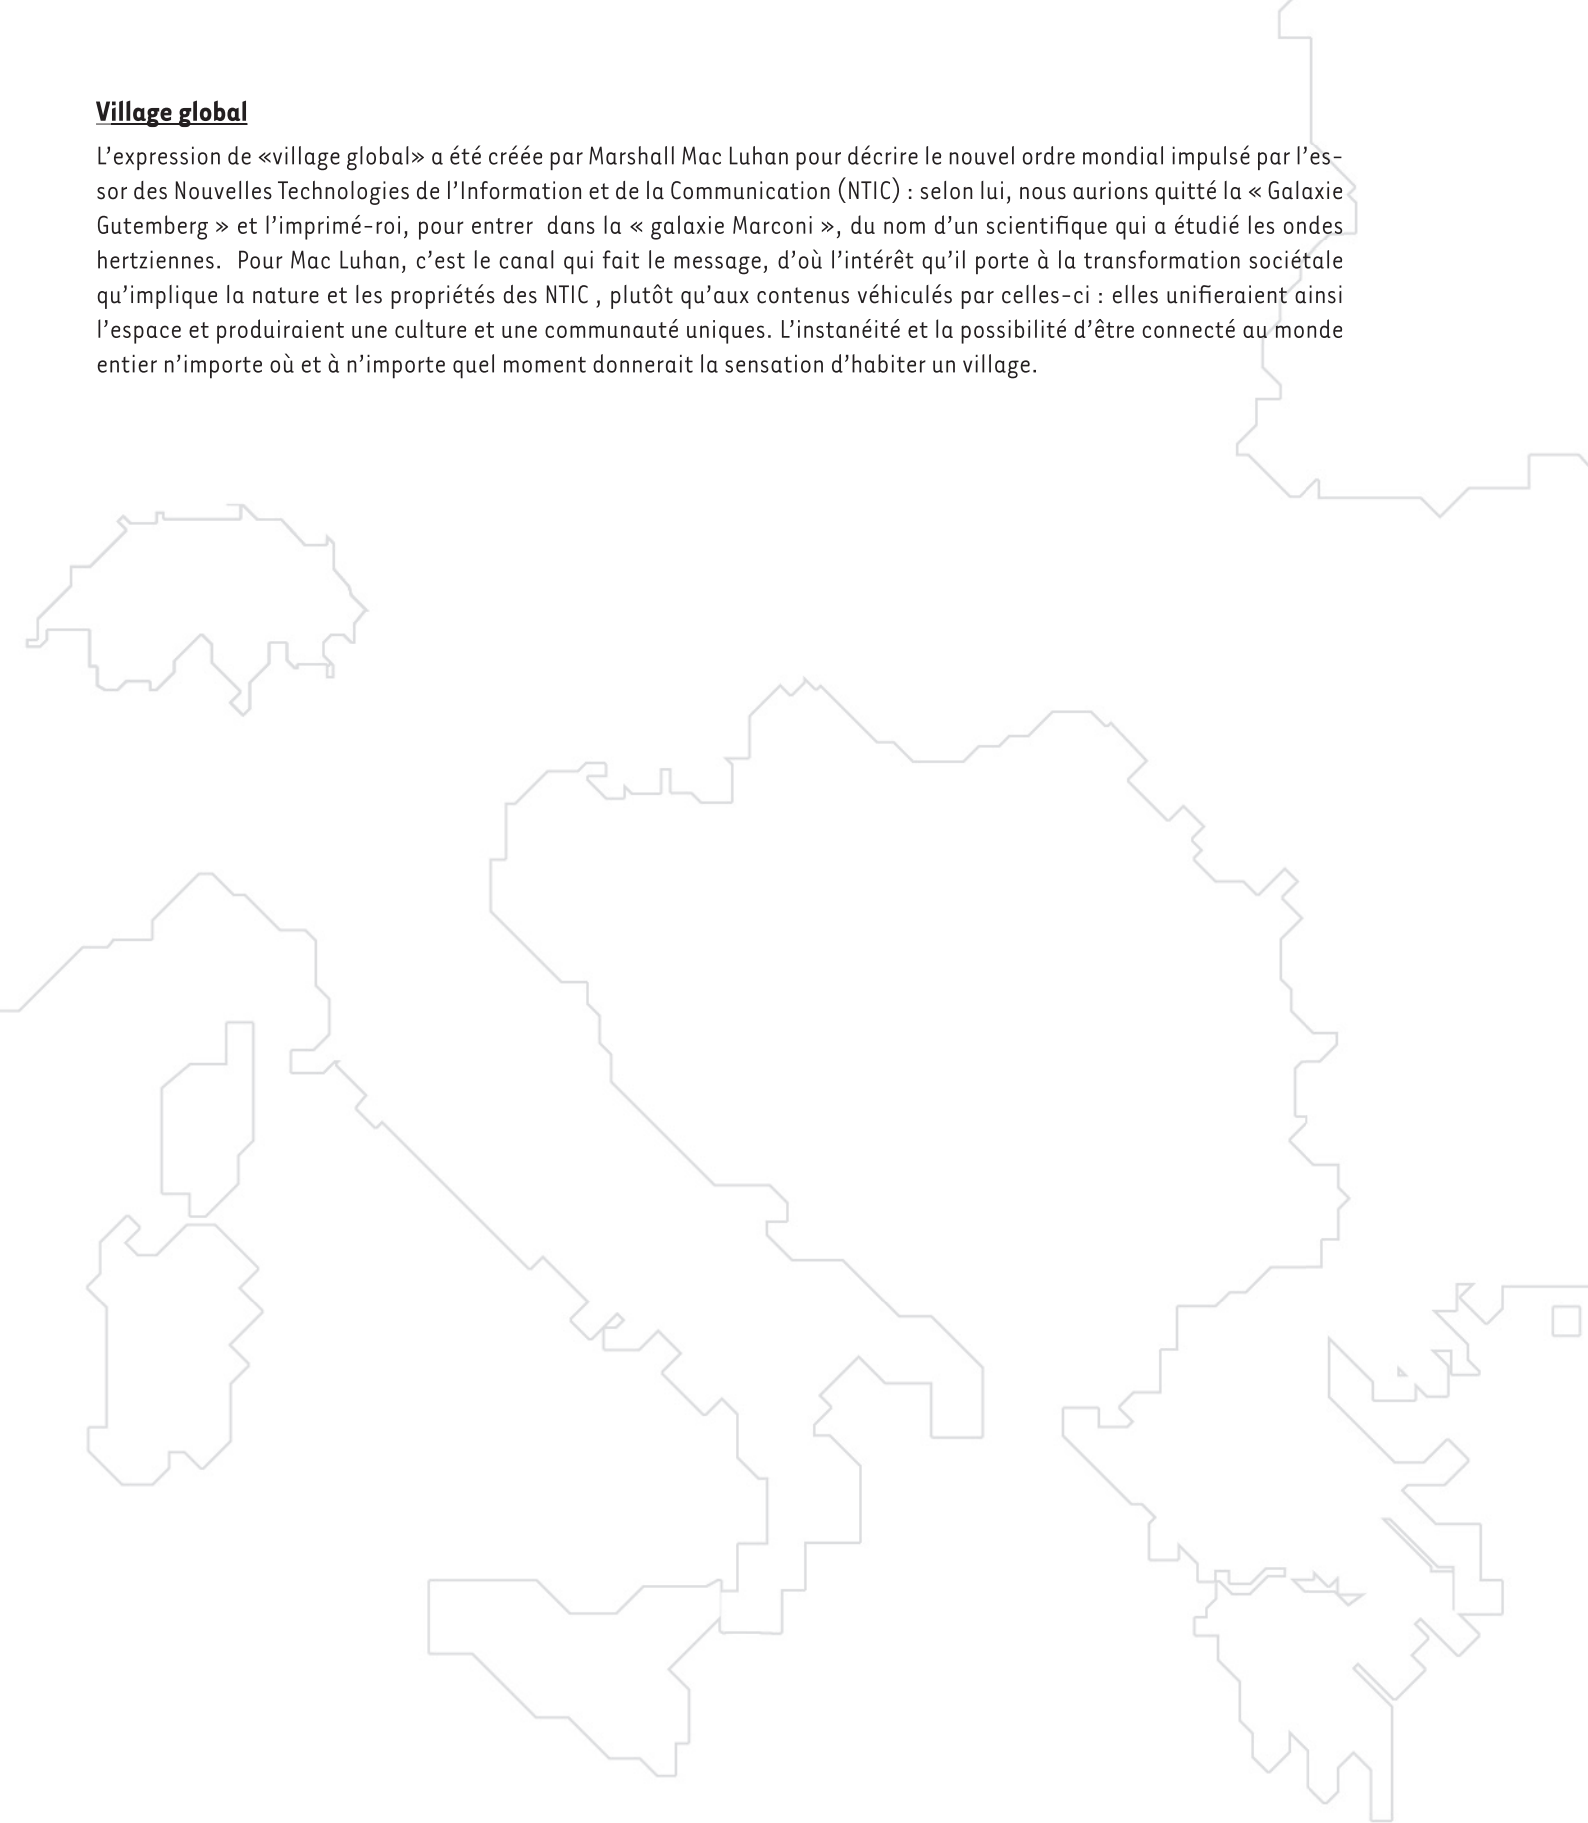 Village global
L’expression de «village global» a été créée par Marshall Mac Luhan pour décrire le nouvel ordre mondial impulsé par l’es-
sor des Nouvelles Technologies de l’Information et de la Communication (NTIC) : selon lui, nous aurions quitté la « Galaxie
Gutemberg » et l’imprimé-roi, pour entrer  dans la « galaxie Marconi », du nom d’un scientifique qui a étudié les ondes
hertziennes.  Pour Mac Luhan, c’est le canal qui fait le message, d’où l’intérêt qu’il porte à la transformation sociétale
qu’implique la nature et les propriétés des NTIC , plutôt qu’aux contenus véhiculés par celles-ci : elles unifieraient ainsi
l’espace et produiraient une culture et une communauté uniques. L’instanéité et la possibilité d’être connecté au monde
entier n’importe où et à n’importe quel moment donnerait la sensation d’habiter un village.